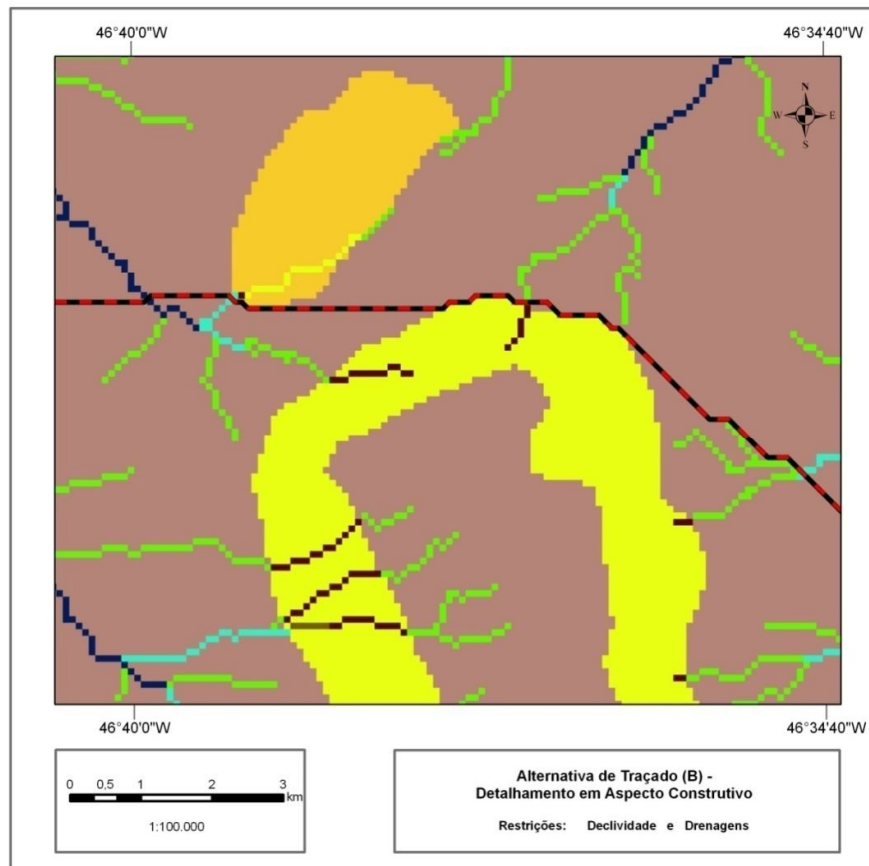 46°40'0"W 46°34'40"W
N
W E
S
46°40'0"W 46°34'40"W
0 0,5 1 2 3
km
1:100.000
Alternativa de Traçado (B) -
Detalhamento em Aspecto Construtivo
Restrições: Declividade e Drenagens